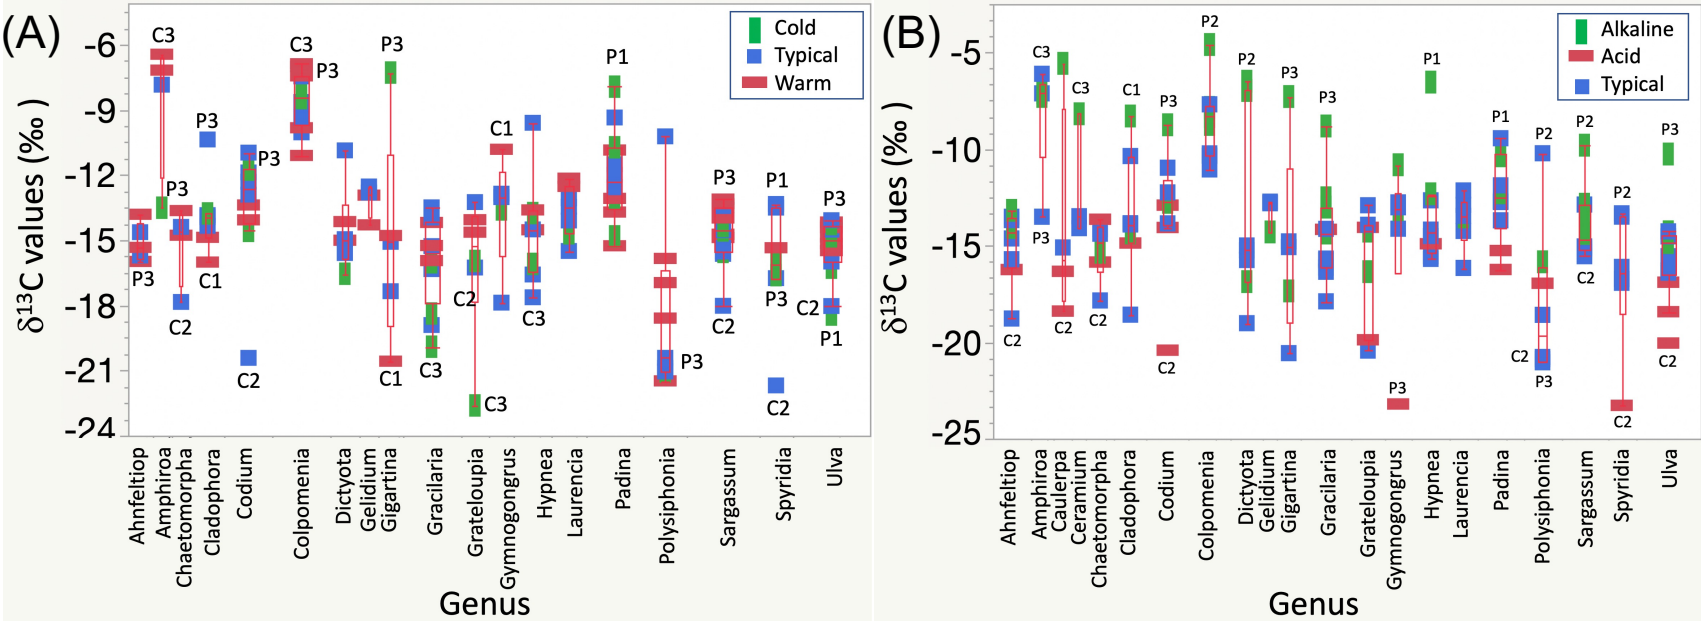 (A)
δ¹³C values (‰)
-6
-9
-12
-15
-18
-21
-24
Cold
Typical
Warm
C3
P3
C3
P3
P3
P3
C1
P1
P3
P3
C1
P3
P1
P3
P3
C2
C2
C2
C1
C3
C3
C3
P3
C2
P3
C2
C2
P1
Ahnfeltiop
Amphiroa
Chaetomorpha
Cladophora
Codium
Colpomenia
Dictyota
Gelidium
Gigartina
Gracilaria
Grateloupia
Gymnogongrus
Hypnea
Laurencia
Padina
Polysiphonia
Sargassum
Spyridia
Ulva
Genus
(B)
δ¹³C values (‰)
-5
-10
-15
-20
-25
Alkaline
Acid
Typical
C3
C3
C1
P3
P2
P2
P3
P3
P1
P1
P2
P2
P2
P3
P3
C2
C2
C2
C2
P3
C2
P3
C2
C2
C2
Ahnfeltiop
Amphiroa
Caulerpa
Ceramium
Chaetomorpha
Cladophora
Codium
Colpomenia
Dictyota
Gelidium
Gigartina
Gracilaria
Grateloupia
Gymnogongrus
Hypnea
Laurencia
Padina
Polysiphonia
Sargassum
Spyridia
Ulva
Genus